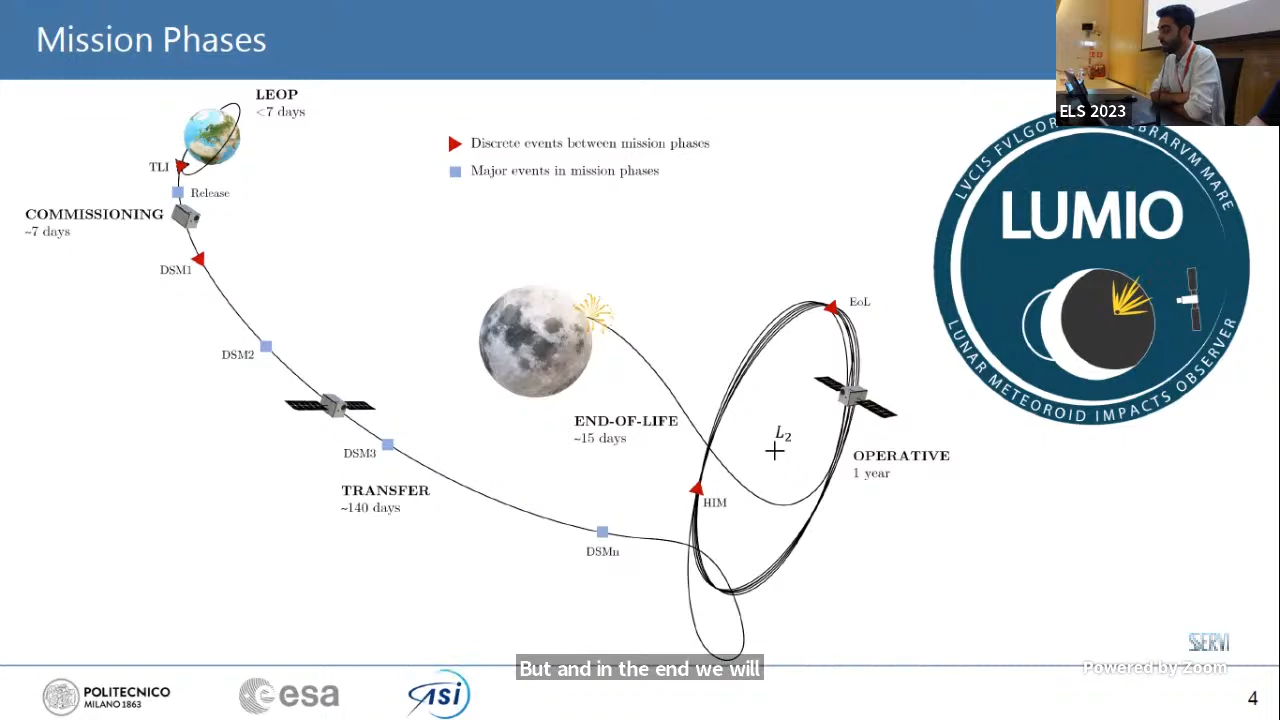 Mission Phases
ELS 2023
LEOP
<7 days
TLI
Release
COMMISSIONING
~7 days
DSM1
Discrete events between mission phases
Major events in mission phases
DSM2
DSM3
TRANSFER
~140 days
DSMn
END-OF-LIFE
~15 days
L2
HIM
EoL
OPERATIVE
1 year
LUMIO
LUNAR METEOROID IMPACTS OBSERVER
But and in the end we will
SERVI
Powered by Zoom
POLITECNICO
MILANO 1863
esa
ASI
4